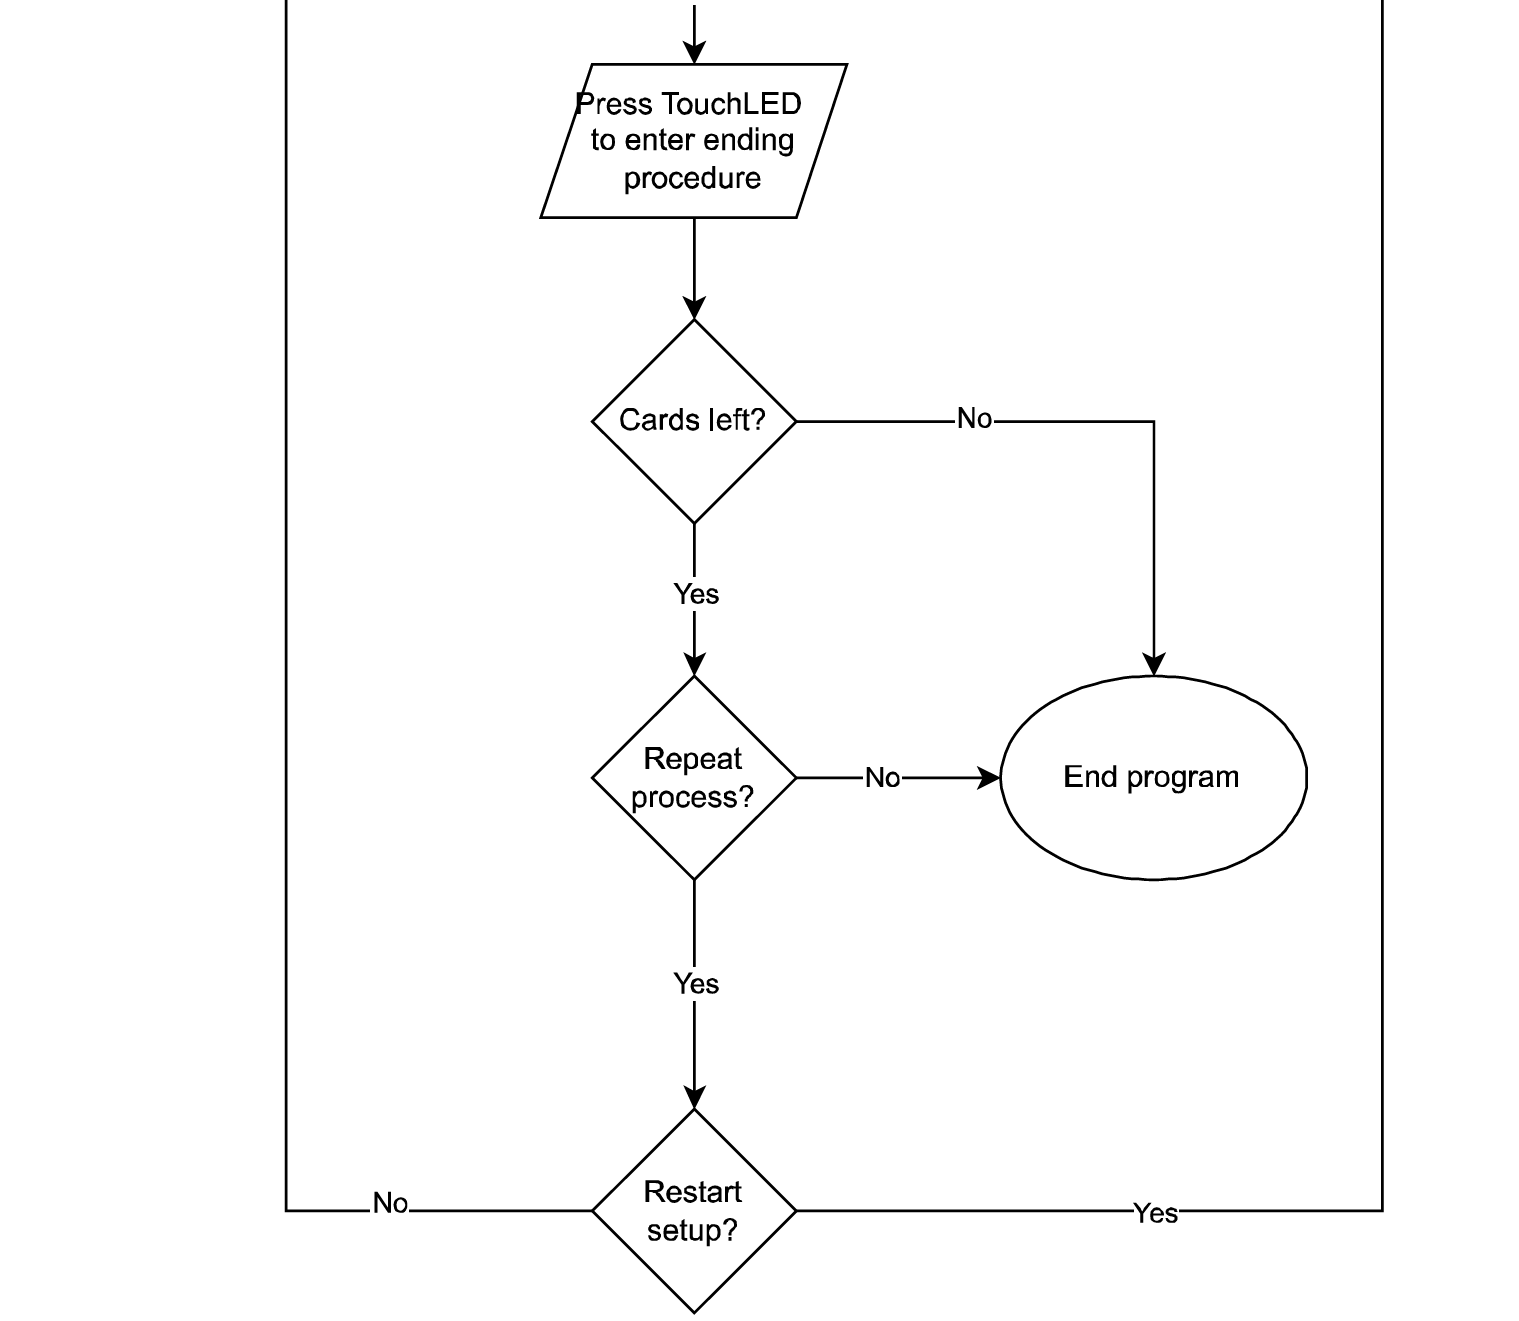 Press TouchLED
to enter ending
procedure
Cards left?
No
Yes
Repeat
process?
No
End program
Yes
Restart
setup?
No
Yes